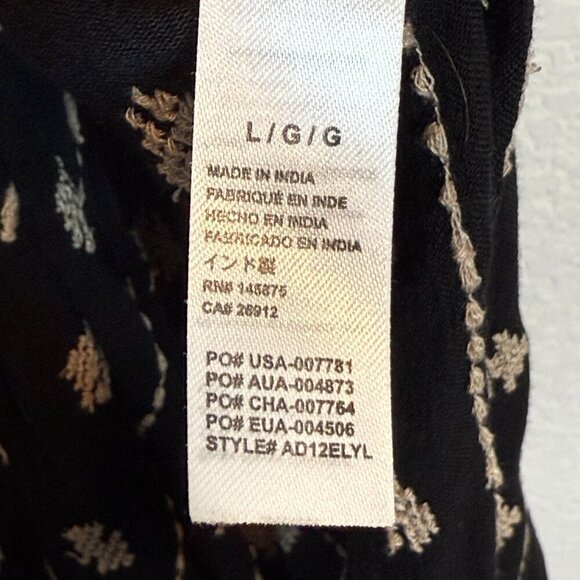 L/G/G
MADE IN INDIA
FABRIQUÉ EN INDE
HECHO EN INDIA
FABRICADO EN INDIA
インド製
RN# 145875
CA# 26912
PO# USA-007781
PO# AUA-004873
PO# CHA-007764
PO# EUA-004506
STYLE# AD12ELYL